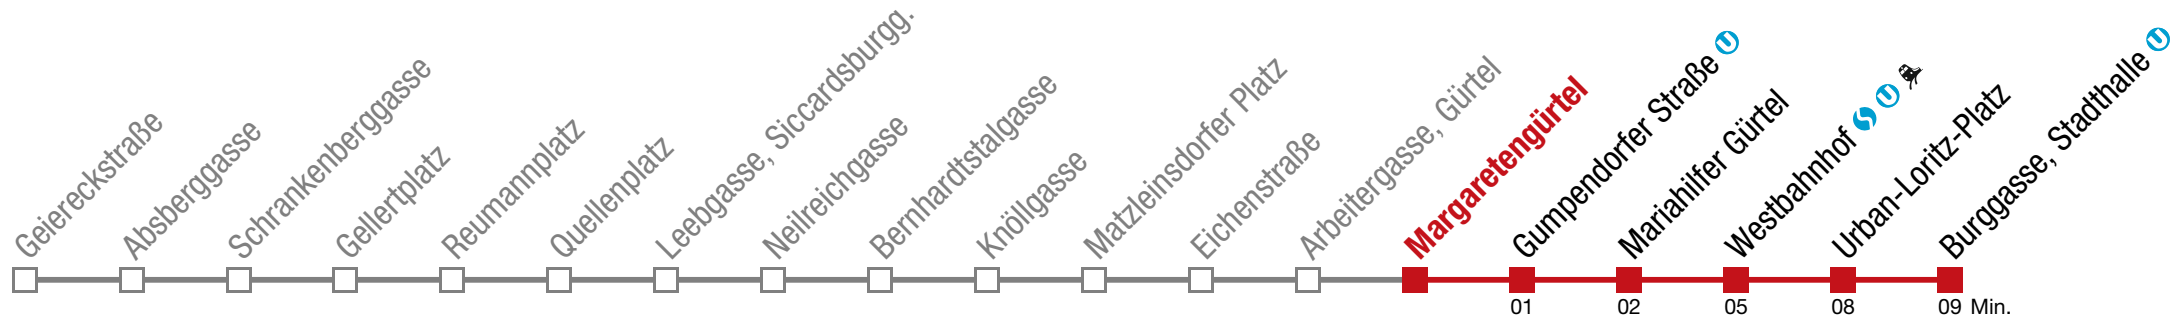 Geiereckstraße
Absberggasse
Schrankenberggasse
Gellertplatz
Reumannplatz
Quellenplatz
Leebgasse, Siccardsburgg.
Neilreichgasse
Bernhardtstalgasse
Knöllgasse
Matzleinsdorfer Platz
Eichenstraße
Arbeitergasse, Gürtel
Margaretengürtel
Gumpendorfer Straße U
Mariahilfer Gürtel
Westbahnhof S U
Urban-Loritz-Platz
Burggasse, Stadthalle U
01 02 05 08 09 Min.